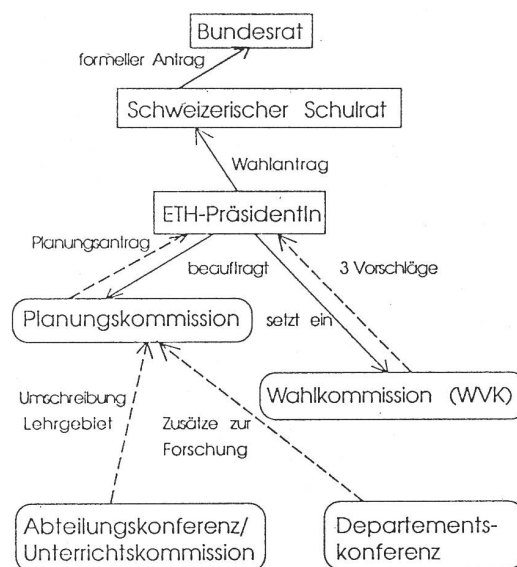 Bundesrat
formeller Antrag
Schweizerischer Schulrat
Wahlantrag
ETH-PräsidentIn
Planungsantrag
beauftragt
3 Vorschläge
Planungskommission
setzt ein
Umschreibung
Lehrgebiet
Zusätze zur
Forschung
Wahlkommission (WVK)
Abteilungskonferenz/
Unterrichtskommission
Departements-
konferenz